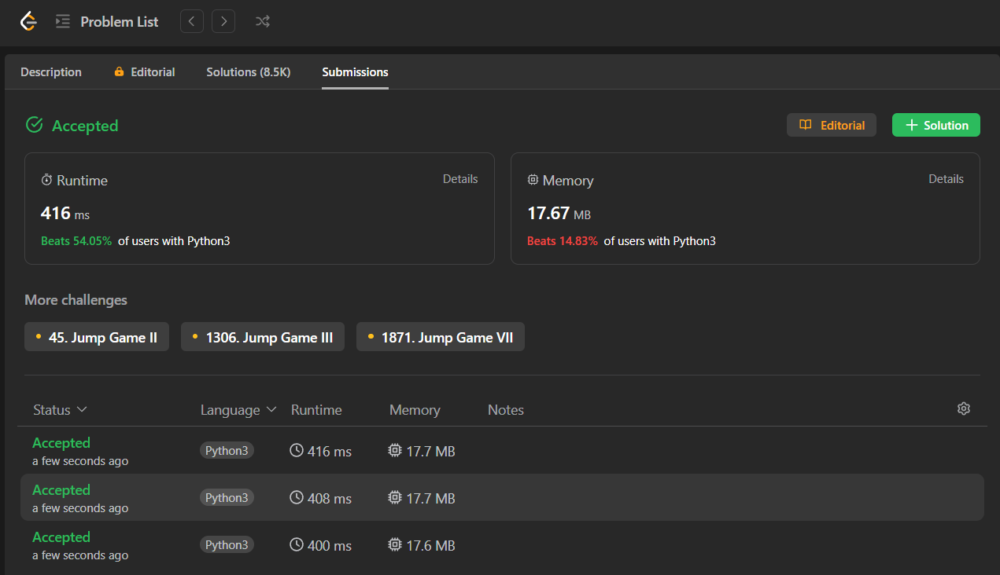 Problem List
Description Editorial Solutions (8.5K) Submissions
Accepted Editorial Solution
Runtime Details Memory Details
416 ms 17.67 MB
Beats 54.05% of users with Python3 Beats 14.83% of users with Python3
More challenges
45. Jump Game II 1306. Jump Game III 1871. Jump Game VII
Status Language Runtime Memory Notes
Accepted
a few seconds ago Python3 416 ms 17.7 MB
Accepted
a few seconds ago Python3 408 ms 17.7 MB
Accepted
a few seconds ago Python3 400 ms 17.6 MB